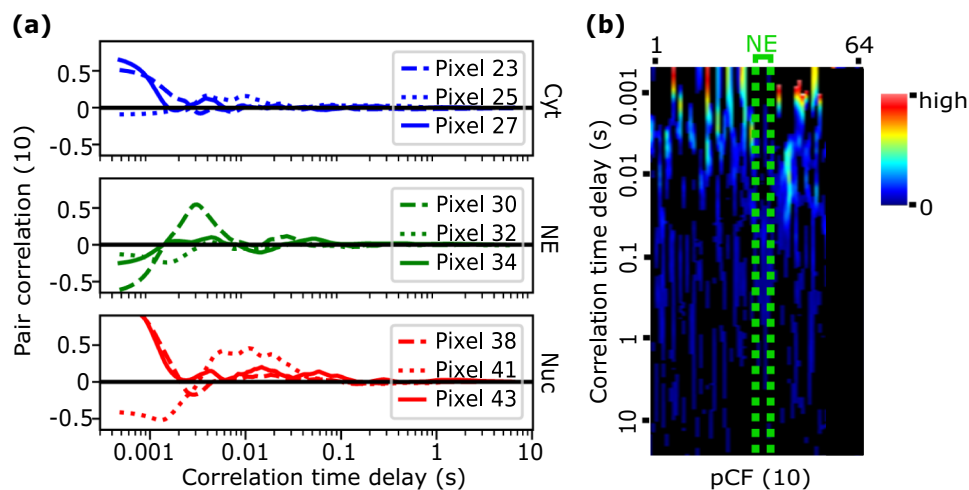 (a)
Pair correlation (10)
0.5
0
-0.5
Pixel 23
Pixel 25
Pixel 27
Cyt
0.5
0
-0.5
Pixel 30
Pixel 32
Pixel 34
NE
0.5
0
-0.5
Pixel 38
Pixel 41
Pixel 43
Nuc
0.001 0.01 0.1 1 10
Correlation time delay (s)
(b)
1 NE 64
Correlation time delay (s)
0.001
0.01
0.1
1
10
pCF (10)
high
0